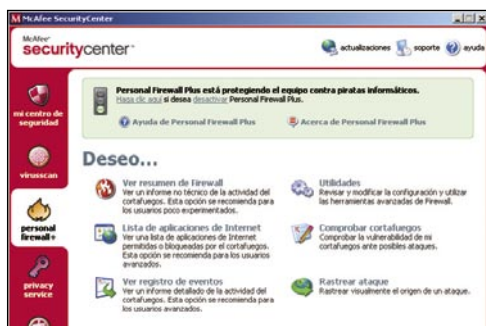 McAfee SecurityCenter
McAfee®
securitycenter™
actualizaciones
soporte
ayuda
Personal Firewall Plus está protegiendo el equipo contra piratas informáticos.
Haga clic aquí si desea desactivar Personal Firewall Plus.
Ayuda de Personal Firewall Plus
Acerca de Personal Firewall Plus
mi centro de
seguridad
virusscan
personal
firewall+
privacy
service
Deseo...
Ver resumen de Firewall
Ver un informe no técnico de la actividad del
cortafuegos. Esta opción se recomienda para
los usuarios poco experimentados.
Utilidades
Revisar y modificar la configuración y utilizar
las herramientas avanzadas de Firewall.
Lista de aplicaciones de Internet
Ver una lista de aplicaciones de Internet
permitidas o bloqueadas por el cortafuegos.
Esta opción se recomienda para los usuarios
avanzados.
Comprobar cortafuegos
Comprobar la vulnerabilidad de mi
cortafuegos ante posibles ataques.
Ver registro de eventos
Ver un informe detallado de la actividad del
cortafuegos. Esta opción se recomienda para
los usuarios avanzados.
Rastrear ataque
Rastrear visualmente el origen de un ataque.